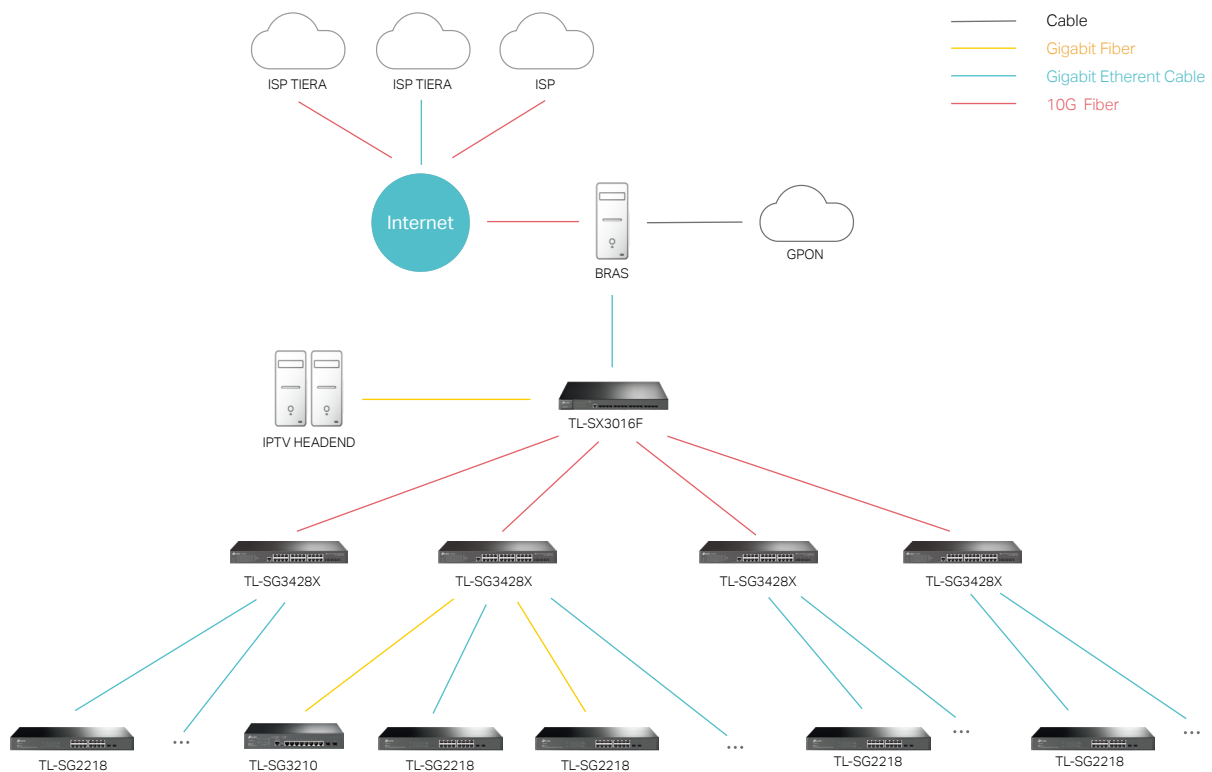 Cable
Gigabit Fiber
Gigabit Etherent Cable
10G Fiber
ISP TIERA
ISP TIERA
ISP
Internet
BRAS
GPON
IPTV HEADEND
TL-SX3016F
TL-SG3428X
TL-SG3428X
TL-SG3428X
TL-SG3428X
...
...
...
...
TL-SG2218
TL-SG3210
TL-SG2218
TL-SG2218
TL-SG2218
TL-SG2218